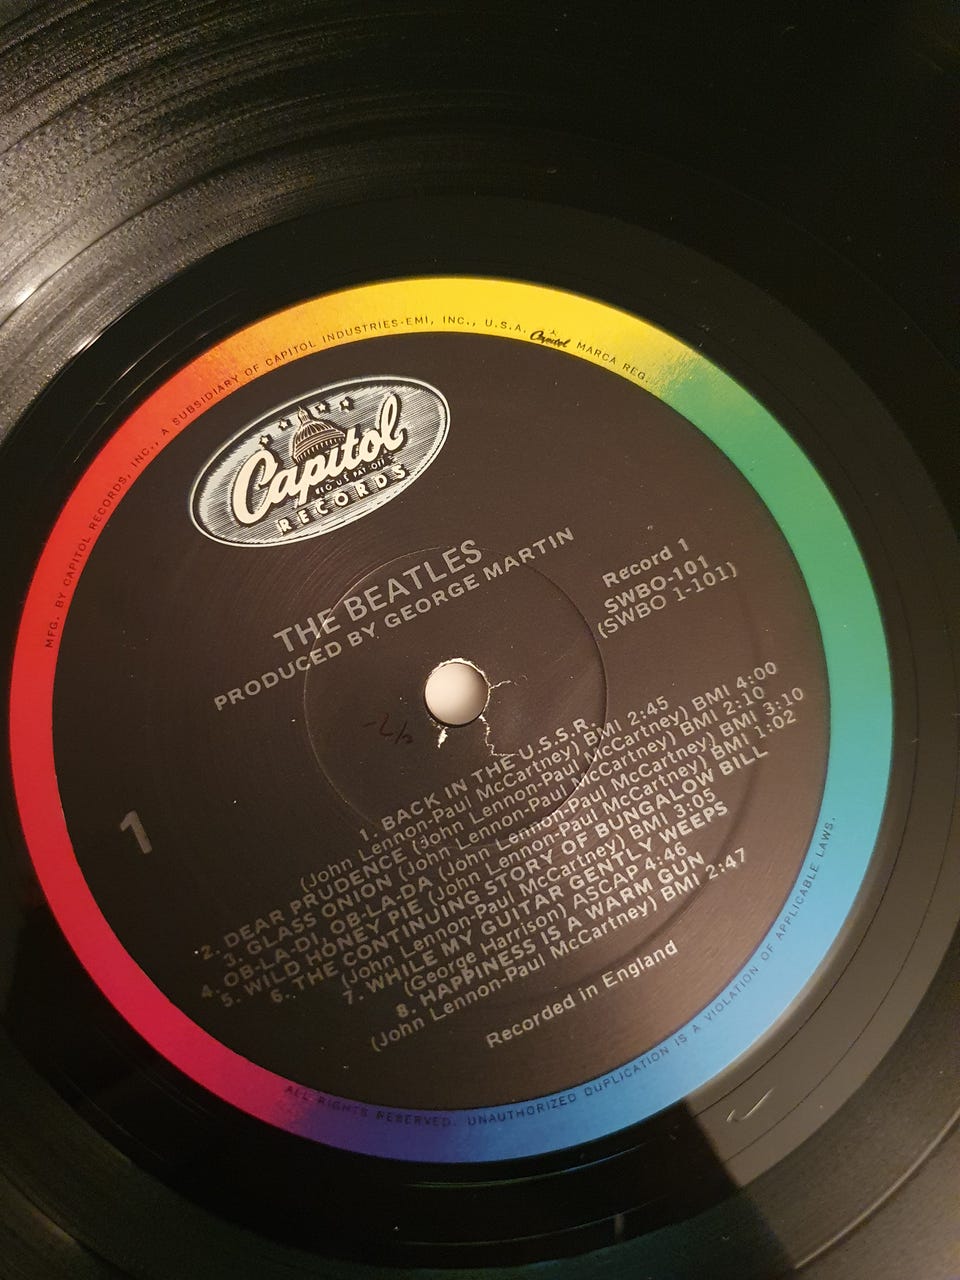 MFG. BY CAPITOL RECORDS, INC., A SUBSIDIARY OF CAPITOL INDUSTRIES-EMI, INC., U.S.A. Capitol MARCA REG.
Capitol
REG U.S. PAT. OFF.
RECORDS
THE BEATLES
PRODUCED BY GEORGE MARTIN
Record 1
SWBO-101
(SWBO 1-101)
1
1. BACK IN THE U.S.S.R.
(John Lennon-Paul McCartney) BMI 2:45
2. DEAR PRUDENCE (John Lennon-Paul McCartney) BMI 4:00
3. GLASS ONION (John Lennon-Paul McCartney) BMI 2:10
4. OB-LA-DI, OB-LA-DA (John Lennon-Paul McCartney) BMI 3:10
5. WILD HONEY PIE (John Lennon-Paul McCartney) BMI 1:02
6. THE CONTINUING STORY OF BUNGALOW BILL
(John Lennon-Paul McCartney) BMI 3:05
7. WHILE MY GUITAR GENTLY WEEPS
(George Harrison) ASCAP 4:46
8. HAPPINESS IS A WARM GUN
(John Lennon-Paul McCartney) BMI 2:47
Recorded in England
ALL RIGHTS RESERVED. UNAUTHORIZED DUPLICATION IS A VIOLATION OF APPLICABLE LAWS.